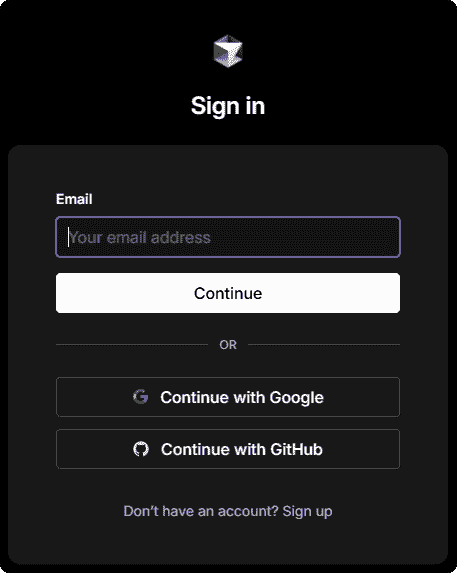 Sign in
Email
Your email address
Continue
OR
Continue with Google
Continue with GitHub
Don’t have an account? Sign up